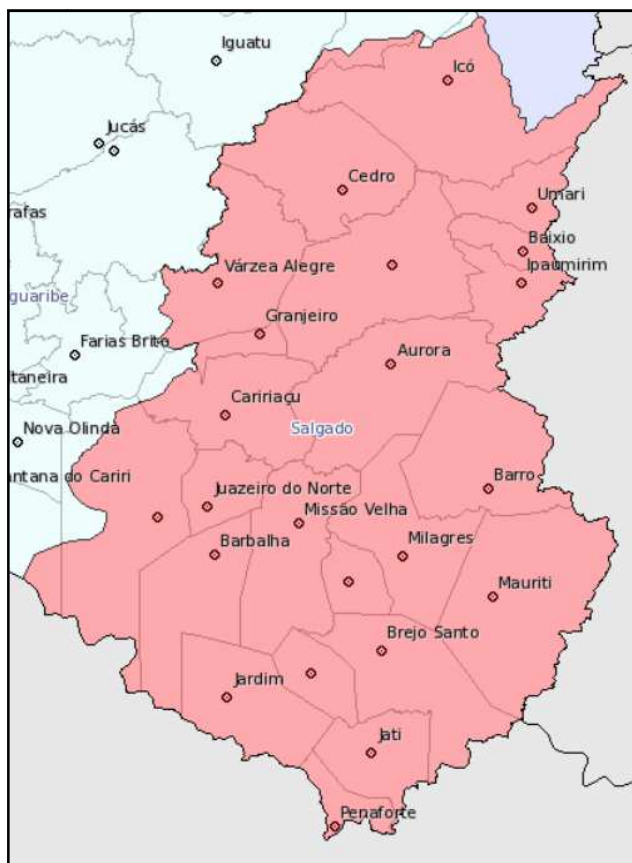 Iguatu
Icó
Jucás
Cedro
Umari
rafas
Baixio
Várzea Alegre
Ipaumirim
guaribe
Granjeiro
Farias Brito
Aurora
taneira
Caririaçu
Nova Olinda
Salgado
antana do Cariri
Barro
Juazeiro do Norte
Missão Velha
Barbalha
Milagres
Mauriti
Brejo Santo
Jardim
Jati
Penaforte